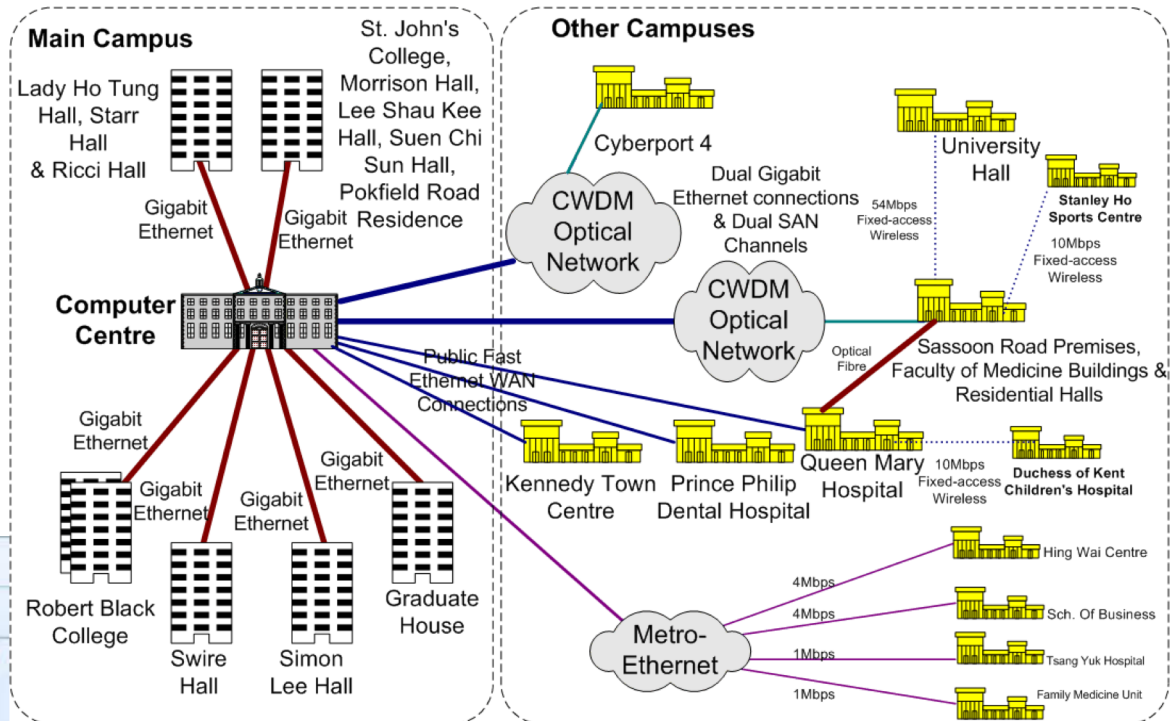 Main Campus
Lady Ho Tung
Hall, Starr
Hall
& Ricci Hall
St. John's
College,
Morrison Hall,
Lee Shau Kee
Hall, Suen Chi
Sun Hall,
Pokfield Road
Residence
Gigabit
Ethernet
Gigabit
Ethernet
Computer
Centre
Gigabit
Ethernet
Gigabit
Ethernet
Gigabit
Ethernet
Gigabit
Ethernet
Robert Black
College
Swire
Hall
Simon
Lee Hall
Graduate
House
Other Campuses
Cyberport 4
CWDM
Optical
Network
Dual Gigabit
Ethernet connections
& Dual SAN
Channels
CWDM
Optical
Network
University
Hall
Stanley Ho
Sports Centre
54Mbps
Fixed-access
Wireless
10Mbps
Fixed-access
Wireless
Sassoon Road Premises,
Faculty of Medicine Buildings &
Residential Halls
Optical
Fibre
Public Fast
Ethernet WAN
Connections
Kennedy Town
Centre
Prince Philip
Dental Hospital
Queen Mary
Hospital
10Mbps
Fixed-access
Wireless
Duchess of Kent
Children's Hospital
Metro-
Ethernet
4Mbps
Hing Wai Centre
4Mbps
Sch. Of Business
1Mbps
Tsang Yuk Hospital
1Mbps
Family Medicine Unit